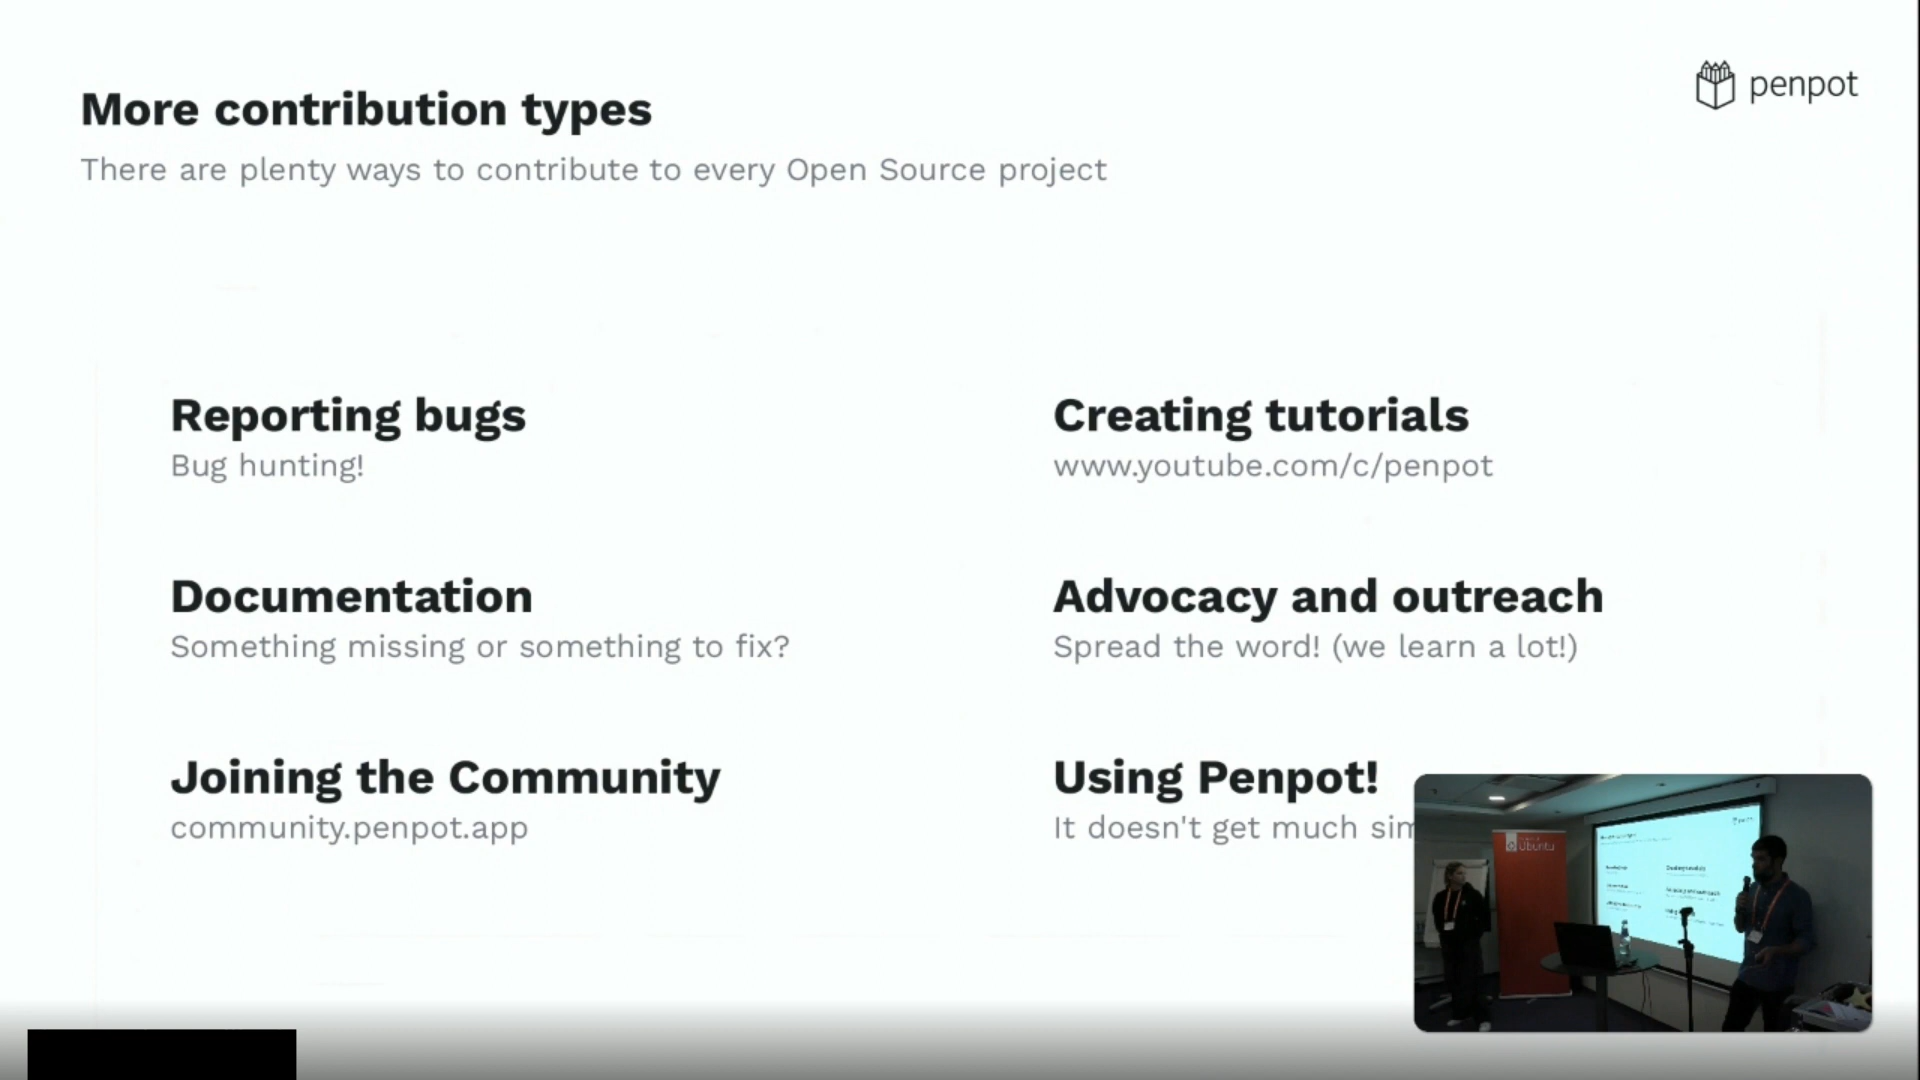 More contribution types
There are plenty ways to contribute to every Open Source project
penpot
Reporting bugs
Bug hunting!
Creating tutorials
www.youtube.com/c/penpot
Documentation
Something missing or something to fix?
Advocacy and outreach
Spread the word! (we learn a lot!)
Joining the Community
community.penpot.app
Using Penpot!
It doesn't get much
ubuntu